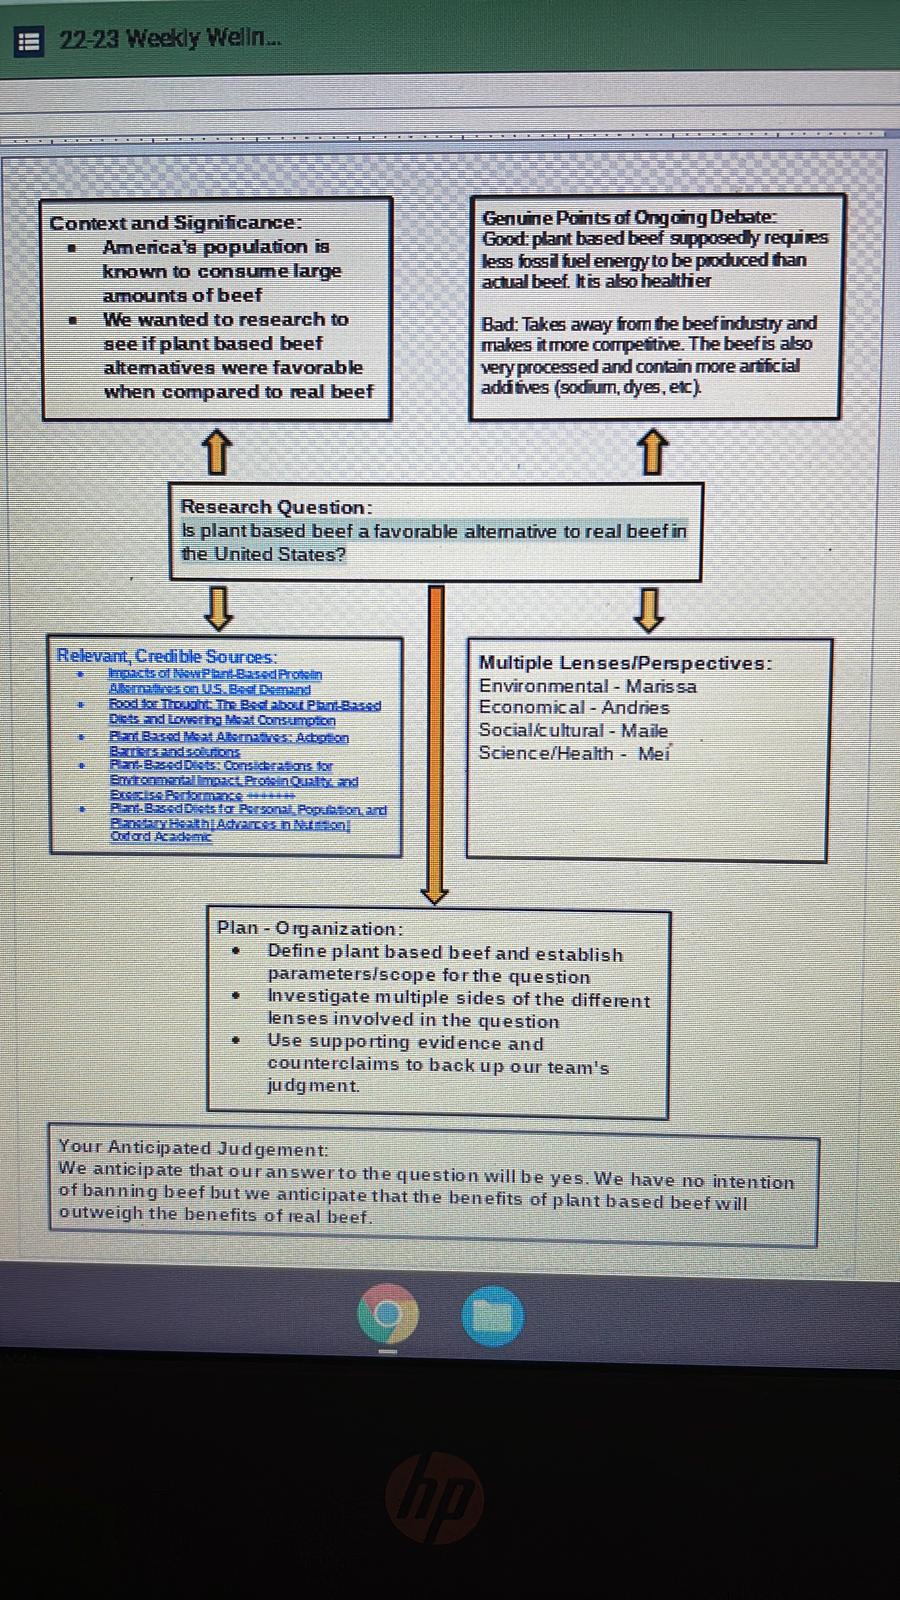 22-23 Weekly Welln...
Context and Significance:
America's population is
known to consume large
amounts of beef
We wanted to research to
see if plant based beef
alternatives were favorable
when compared to real beef
Genuine Points of Ongoing Debate:
Good: plant based beef supposedly requires
less fossil fuel energy to be produced than
actual beef. It is also healthier
Bad: Takes away from the beef industry and
makes it more competitive. The beef is also
very processed and contain more artificial
additives (sodium, dyes, etc).
Research Question:
Is plant based beef a favorable alternative to real beef in
the United States?
Relevant, Credible Sources:
Impacts of New Plant-Based Protein
Alternatives on U.S. Beef Demand
Food for Thought: The Beef about Plant-Based
Diets and Lowering Meat Consumption
Plant Based Meat Alternatives: Adoption
Barriers and solutions
Plant-Based Diets: Considerations for
Environmental Impact, Protein Quality, and
Exercise Performance +++++++
Plant-Based Diets for Personal, Population, and
Planetary Health | Advances in Nutrition |
Oxford Academic
Multiple Lenses/Perspectives:
Environmental - Marissa
Economical - Andries
Social/cultural - Maile
Science/Health - Mei
Plan - Organization:
Define plant based beef and establish
parameters/scope for the question
Investigate multiple sides of the different
lenses involved in the question
Use supporting evidence and
counterclaims to back up our team's
judgment.
Your Anticipated Judgement:
We anticipate that our answer to the question will be yes. We have no intention
of banning beef but we anticipate that the benefits of plant based beef will
outweigh the benefits of real beef.
hp